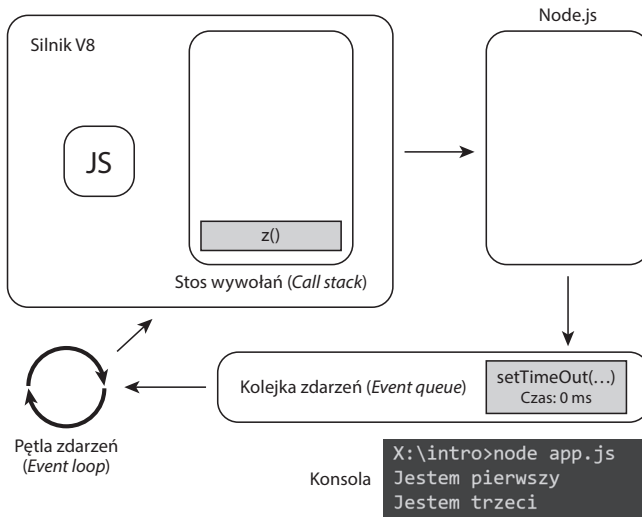 Node.js
Silnik V8
JS
z()
Stos wywołań (Call stack)
setTimeOut(...)
Czas: 0 ms
Kolejka zdarzeń (Event queue)
Pętla zdarzeń
(Event loop)
Konsola
X:\intro>node app.js
Jestem pierwszy
Jestem trzeci